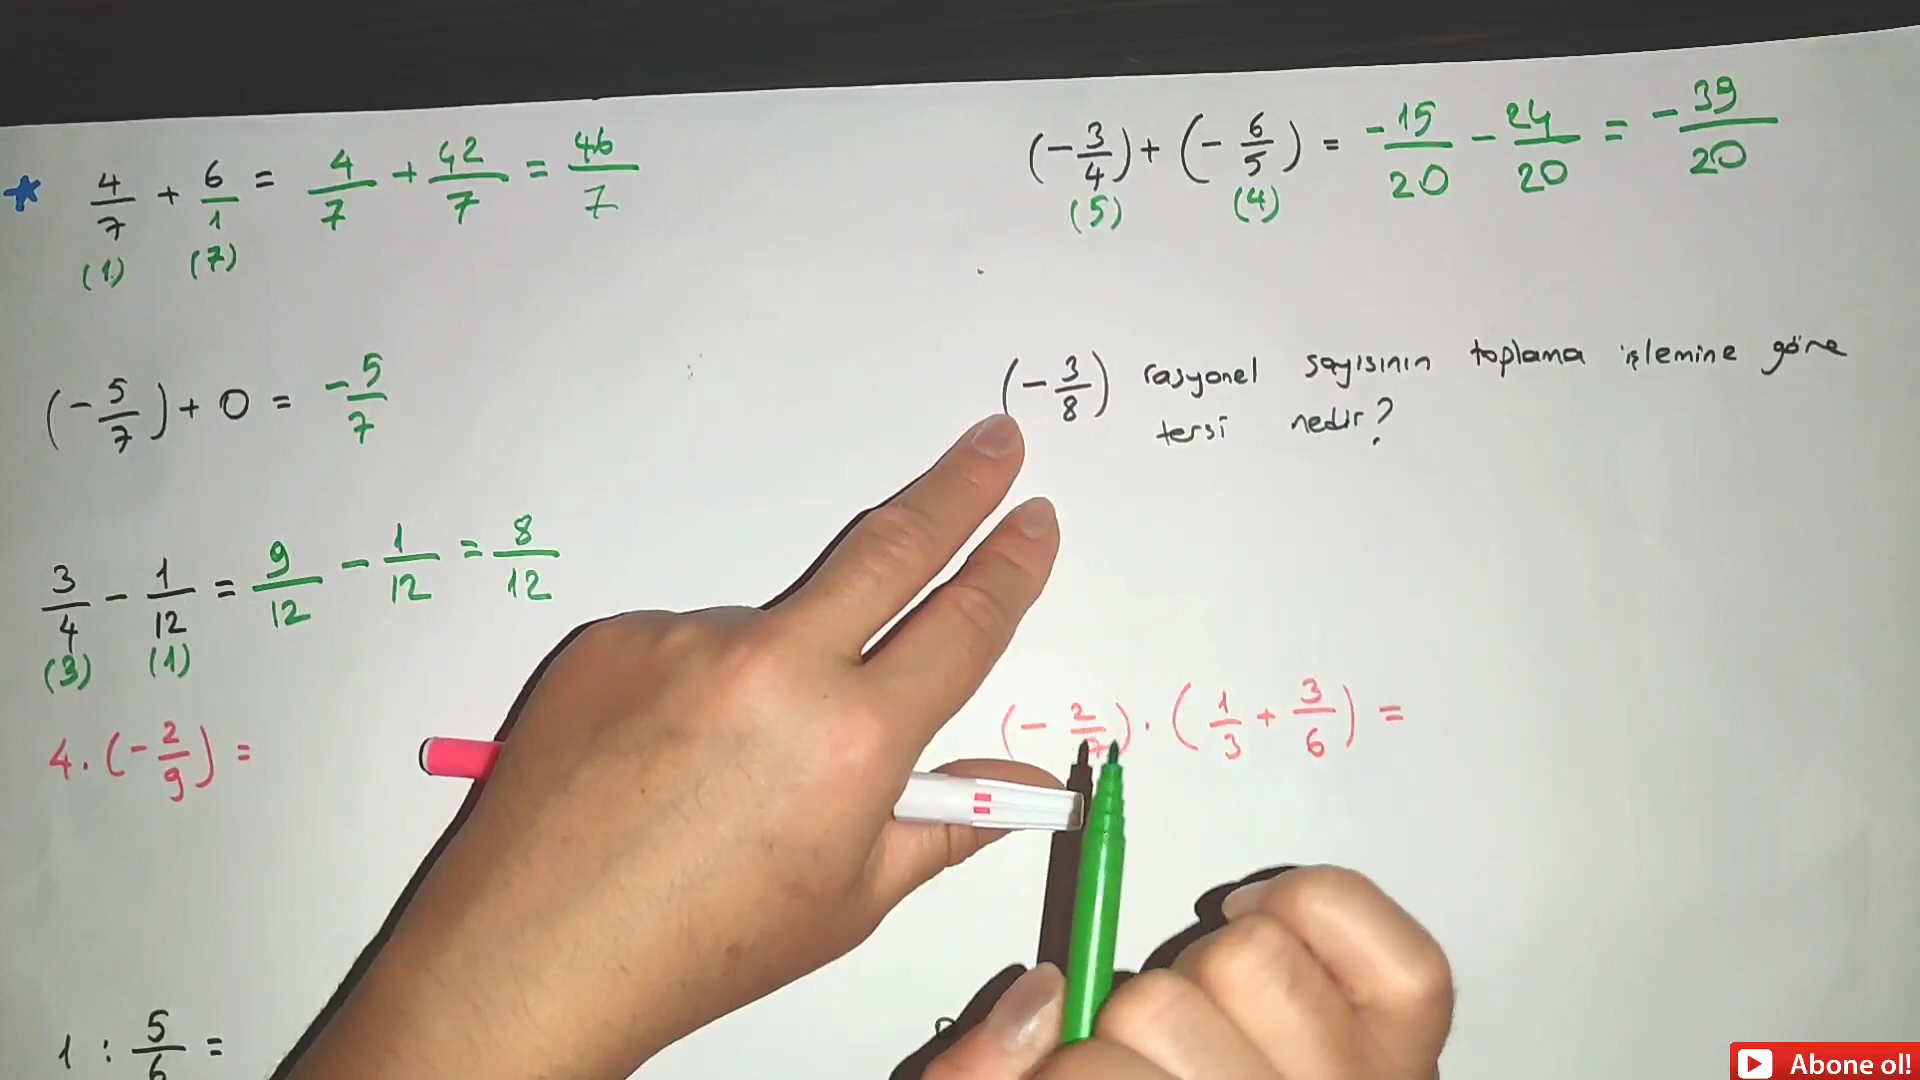 4/7 + 6/1 = 4/7 + 42/7 = 46/7
(1) (7)
(-5/7) + 0 = -5/7
3/4 - 1/12 = 9/12 - 1/12 = 8/12
(3) (1)
4 . (-2/9) =
1 : 5/6 =
(-3/4) + (-6/5) = -15/20 - 24/20 = -39/20
(5) (4)
(-3/8) rasyonel sayısının toplama işlemine göre
tersi nedir?
(-2/7) . (1/3 + 3/6) =
Abone ol!